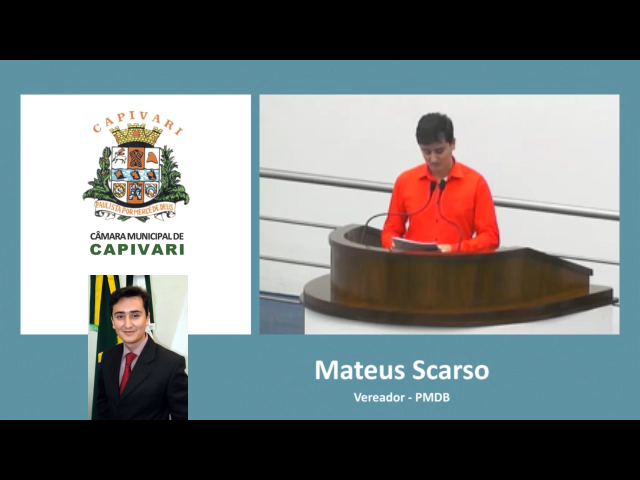 CAPIVARI
PAULISTA POR MERCÊ DE DEUS
CÂMARA MUNICIPAL DE
CAPIVARI
Mateus Scarso
Vereador - PMDB